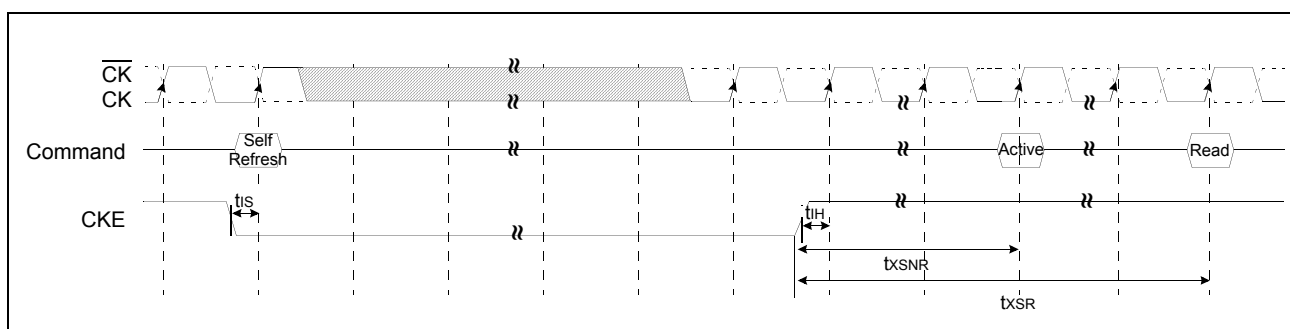 CK
CK
Command
Self
Refresh
Active
Read
CKE
tIS
tIH
tXSNR
tXSR